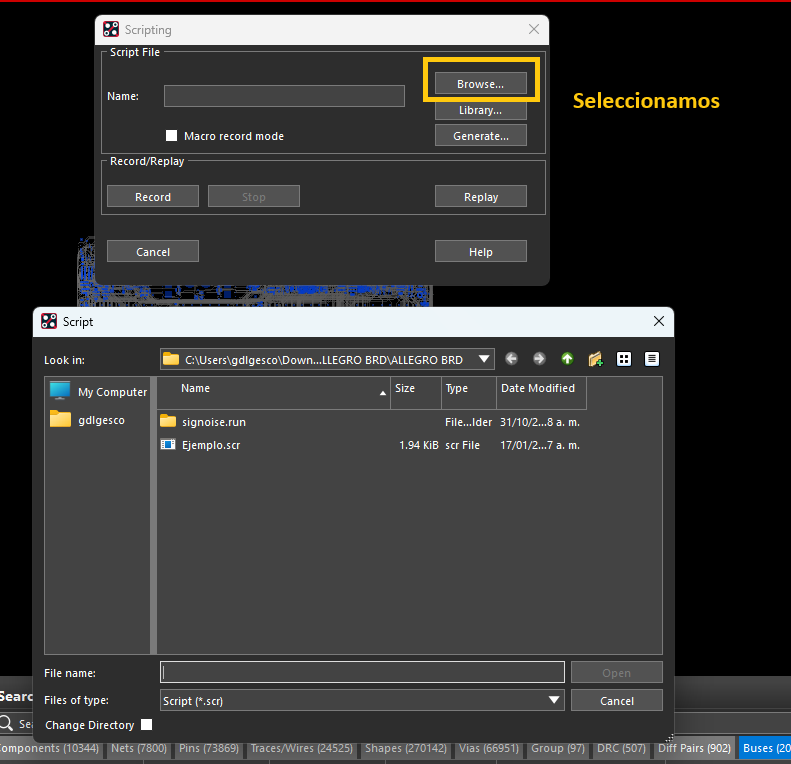 Scripting
Script File
Browse...
Seleccionamos
Name:
Library...
Macro record mode
Generate...
Record/Replay
Record
Stop
Replay
Cancel
Help
Script
Look in:
C:\Users\gdlgesco\Down...LLEGRO BRD\ALLEGRO BRD
My Computer
gdlgesco
Name
Size
Type
Date Modified
signoise.run
File...lder
31/10/2...8 a. m.
Ejemplo.scr
1.94 KiB
scr File
17/01/2...7 a. m.
File name:
Open
Files of type:
Script (*.scr)
Cancel
Change Directory
Components (10344)
Nets (7800)
Pins (73869)
Traces/Wires (24525)
Shapes (270142)
Vias (66951)
Group (97)
DRC (507)
Diff Pairs (902)
Buses (20